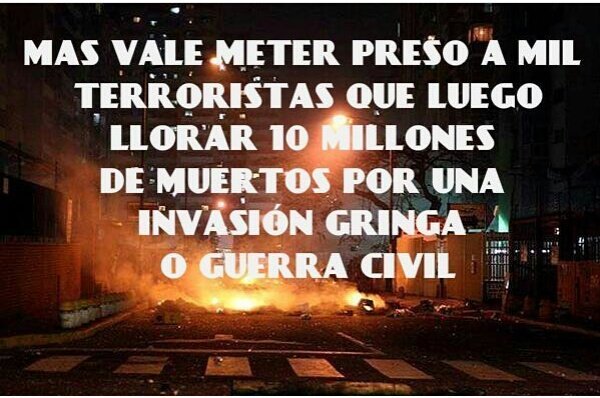 MAS VALE METER PRESO A MIL
TERRORISTAS QUE LUEGO
LLORAR 10 MILLONES
DE MUERTOS POR UNA
INVASIÓN GRINGA
O GUERRA CIVIL